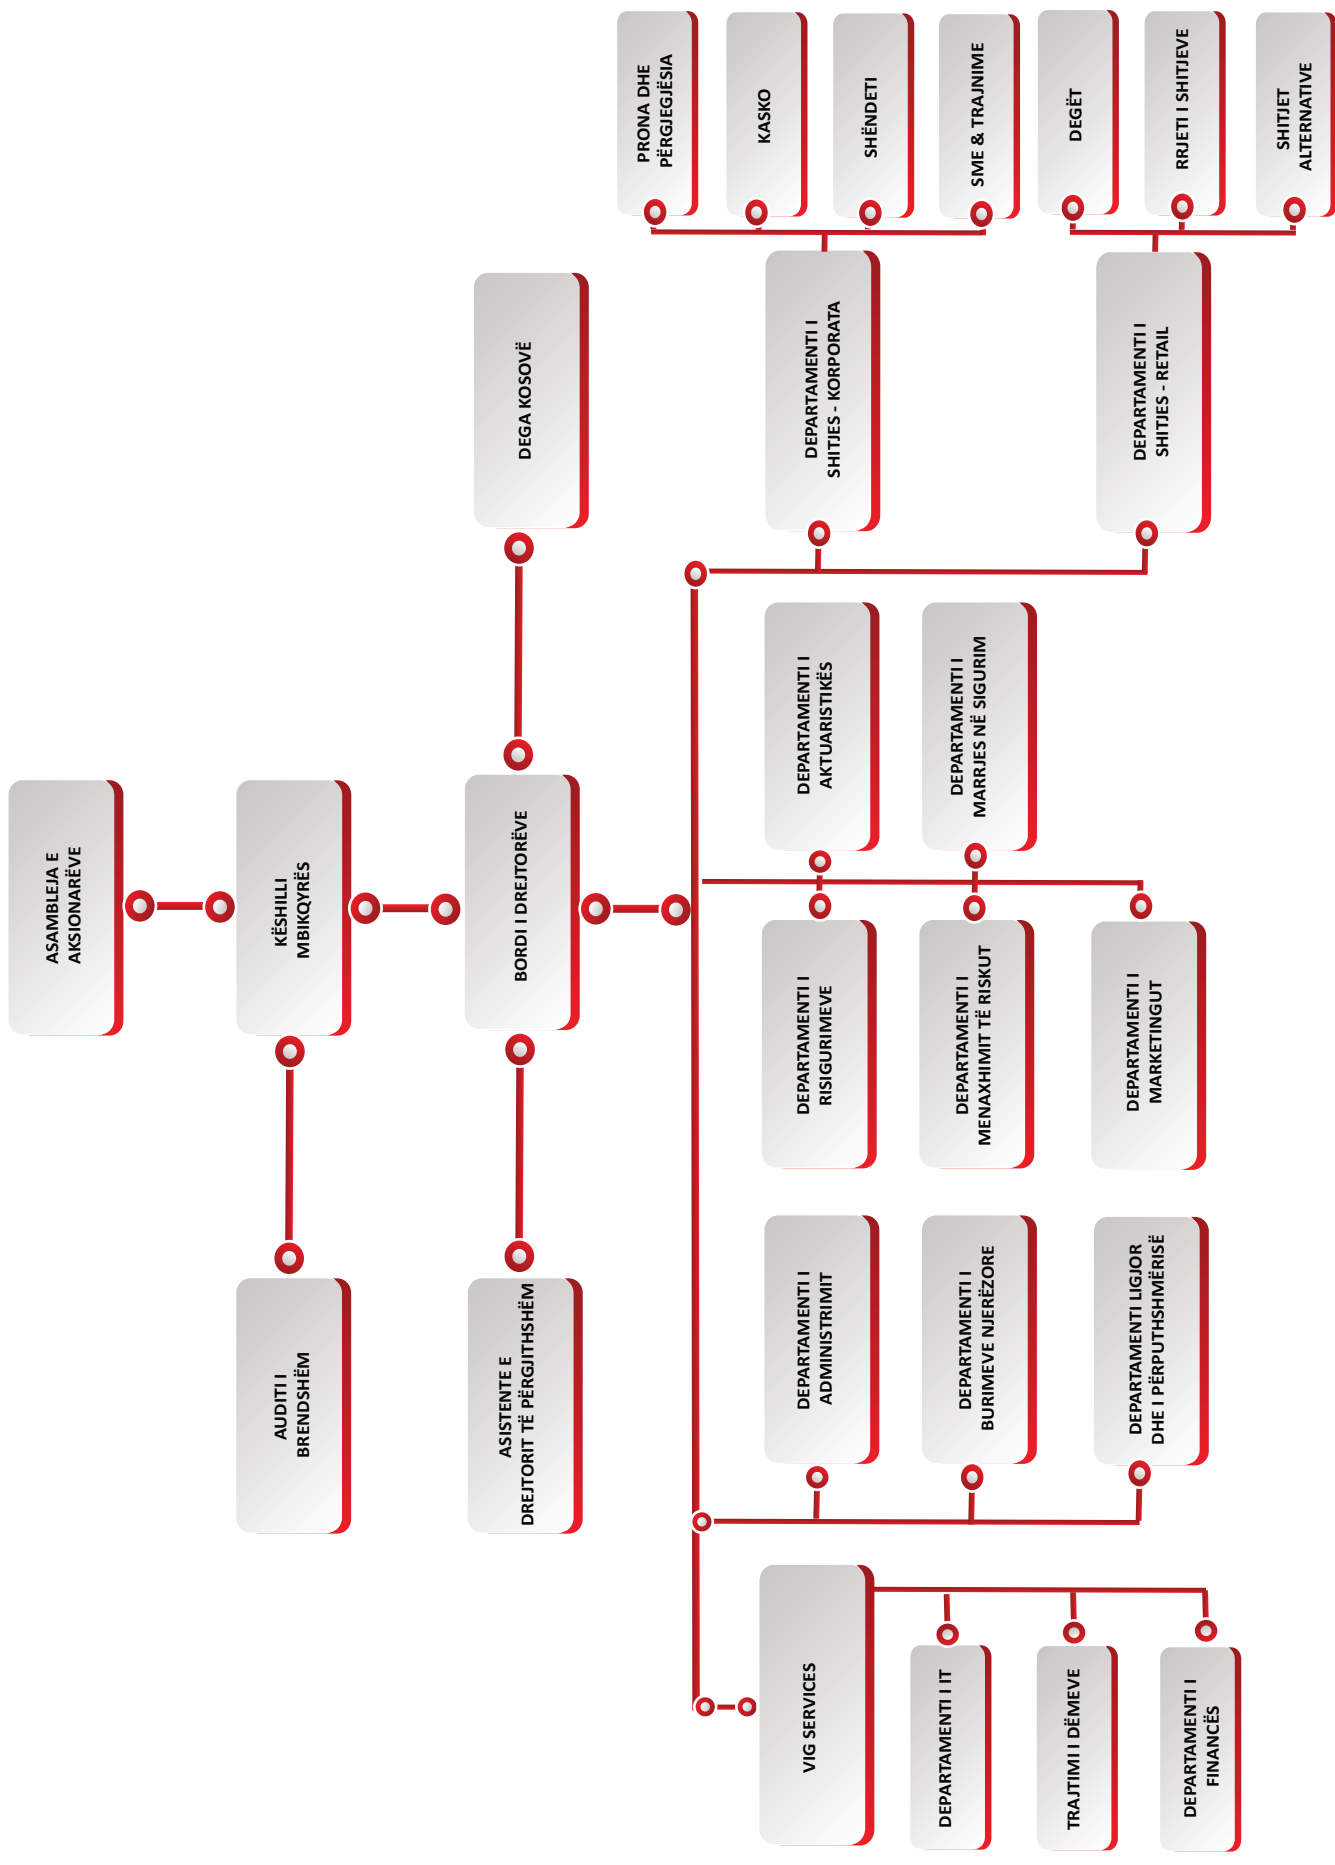 ASAMBLEJA E
AKSIONARËVE
KËSHILLI
MBIKQYRËS
AUDITI I
BRENDSHËM
BORDI I DREJTORËVE
ASISTENTE E
DREJTORIT TË PËRGJITHSHËM
DEGA KOSOVË
VIG SERVICES
DEPARTAMENTI I IT
TRAJTIMI I DËMEVE
DEPARTAMENTI I
FINANCËS
DEPARTAMENTI I
ADMINISTRIMIT
DEPARTAMENTI I
BURIMEVE NJERËZORE
DEPARTAMENTI LIGJOR
DHE I PËRPUTHSHMËRISË
DEPARTAMENTI I
RISIGURIMEVE
DEPARTAMENTI I
MENAXHIMIT TË RISKUT
DEPARTAMENTI I
MARKETINGUT
DEPARTAMENTI I
AKTUARISTIKËS
DEPARTAMENTI I
MARRJES NË SIGURIM
DEPARTAMENTI I
SHITJES - KORPORATA
DEPARTAMENTI I
SHITJES - RETAIL
PRONA DHE
PËRGJEGJËSIA
KASKO
SHËNDETI
SME & TRAJNIME
DEGËT
RRJETI I SHITJEVE
SHITJET
ALTERNATIVE